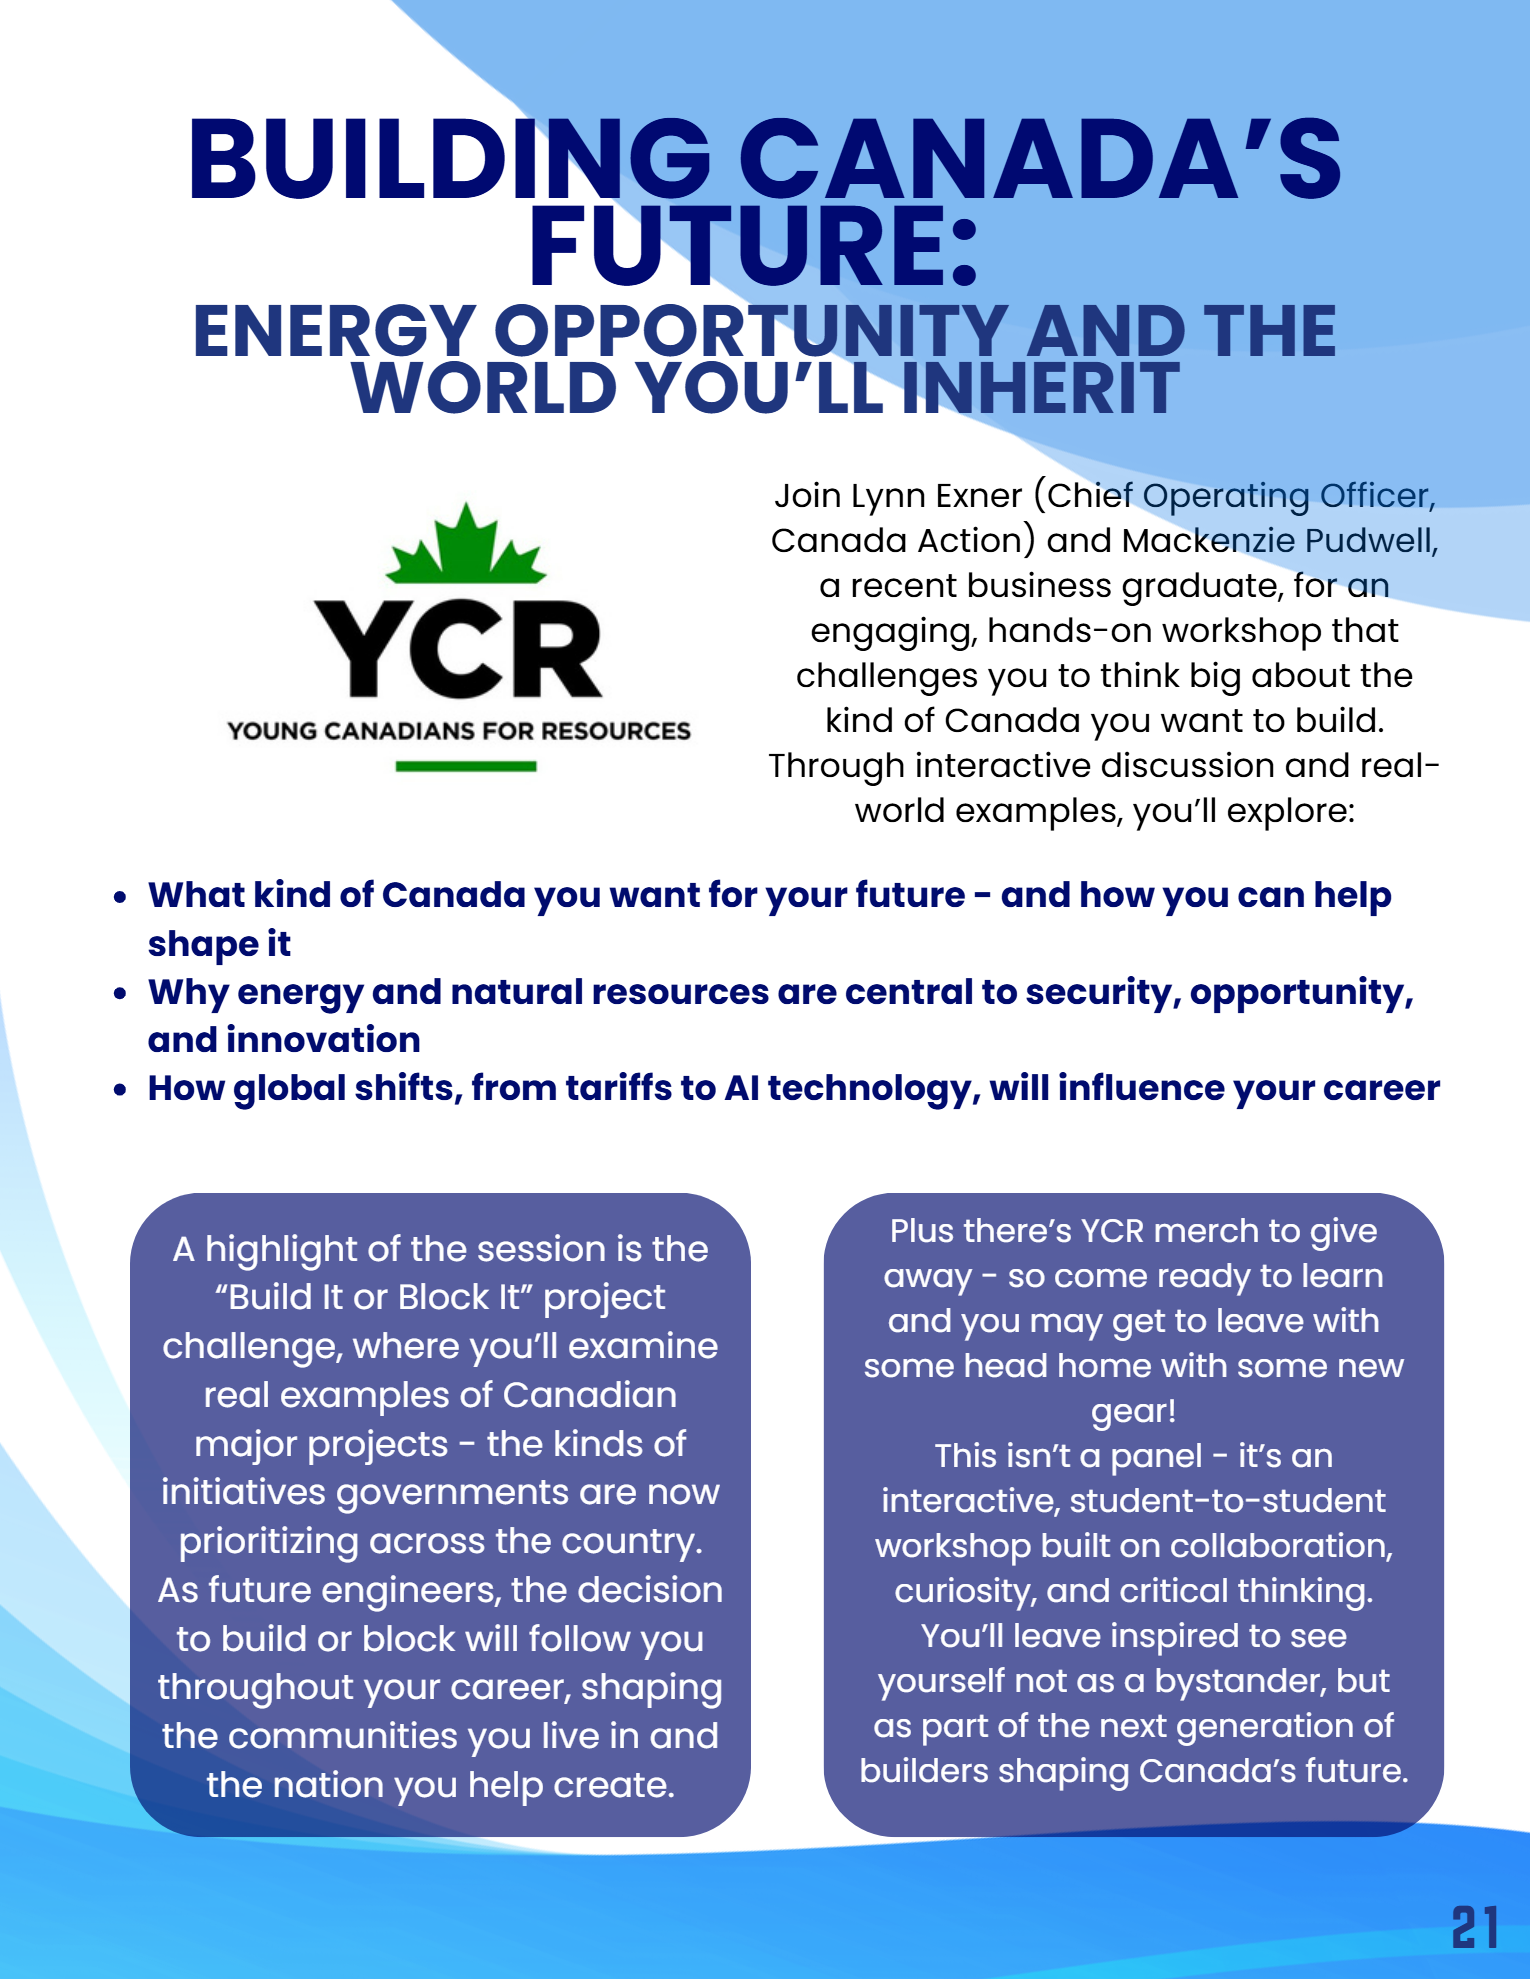 BUILDING CANADA’S
FUTURE:
ENERGY OPPORTUNITY AND THE
WORLD YOU’LL INHERIT
YCR
YOUNG CANADIANS FOR RESOURCES
Join Lynn Exner (Chief Operating Officer,
Canada Action) and Mackenzie Pudwell,
a recent business graduate, for an
engaging, hands-on workshop that
challenges you to think big about the
kind of Canada you want to build.
Through interactive discussion and real-
world examples, you’ll explore:
• What kind of Canada you want for your future - and how you can help
shape it
• Why energy and natural resources are central to security, opportunity,
and innovation
• How global shifts, from tariffs to AI technology, will influence your career
A highlight of the session is the
“Build It or Block It” project
challenge, where you’ll examine
real examples of Canadian
major projects - the kinds of
initiatives governments are now
prioritizing across the country.
As future engineers, the decision
to build or block will follow you
throughout your career, shaping
the communities you live in and
the nation you help create.
Plus there’s YCR merch to give
away - so come ready to learn
and you may get to leave with
some head home with some new
gear!
This isn’t a panel - it’s an
interactive, student-to-student
workshop built on collaboration,
curiosity, and critical thinking.
You’ll leave inspired to see
yourself not as a bystander, but
as part of the next generation of
builders shaping Canada’s future.
21